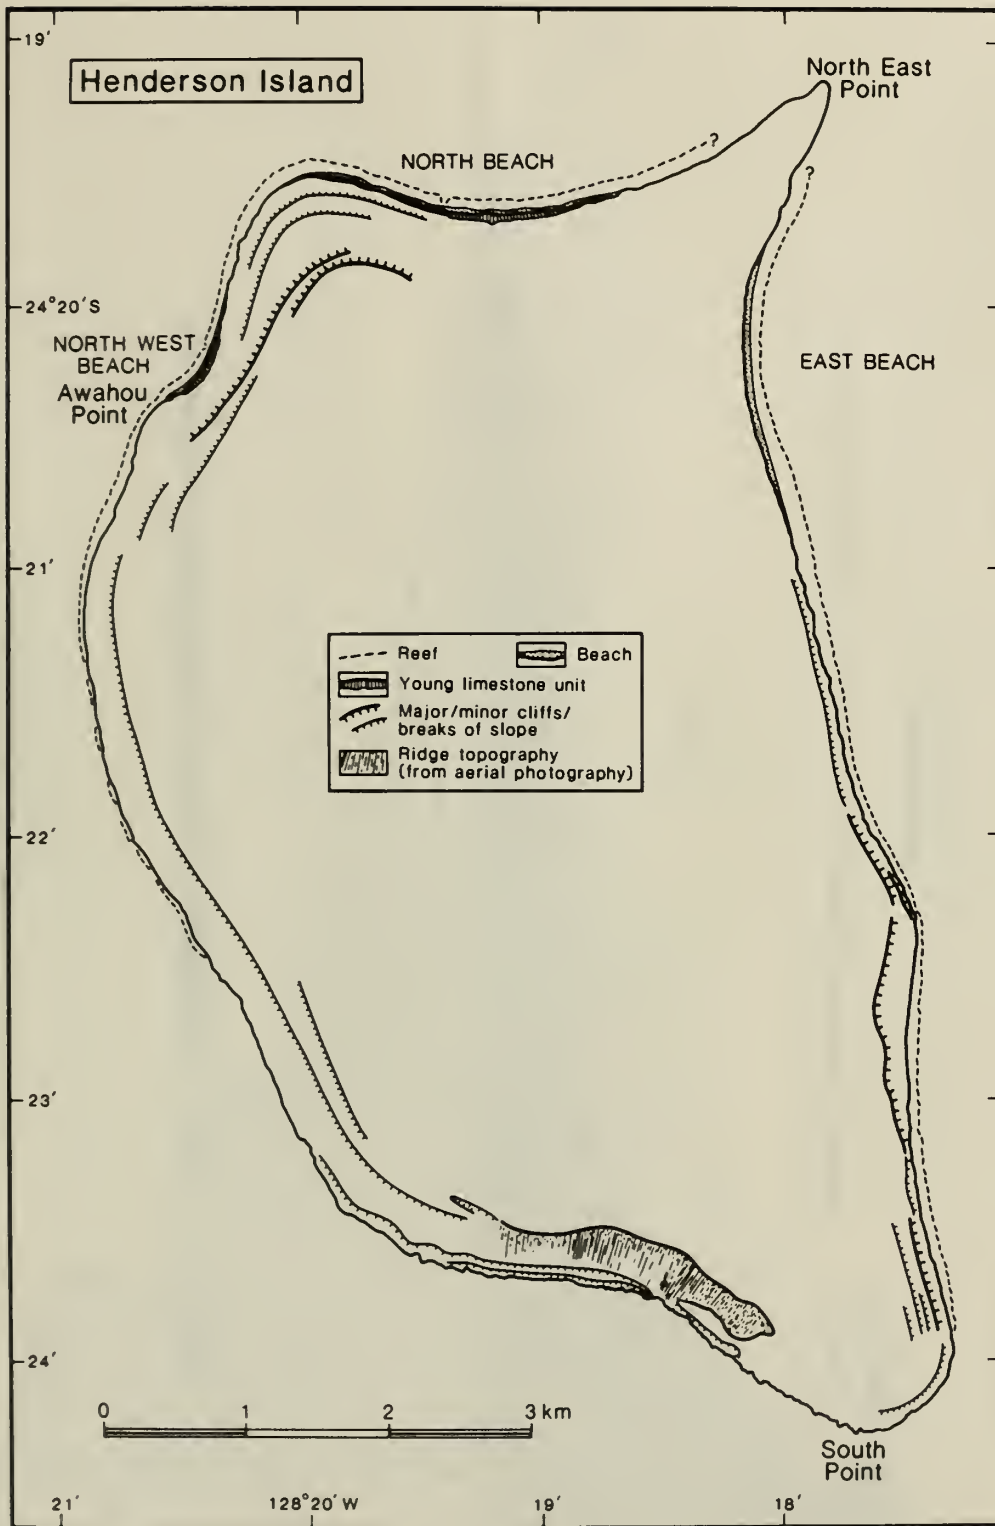 19′
Henderson Island
North East
Point
?
NORTH BEACH
?
24°20′S
NORTH WEST
BEACH
Awahou
Point
EAST BEACH
21′
Reef
Beach
Young limestone unit
Major/minor cliffs/
breaks of slope
Ridge topography
(from aerial photography)
22′
23′
24′
0 1 2 3 km
South
Point
21′ 128°20′W 19′ 18′